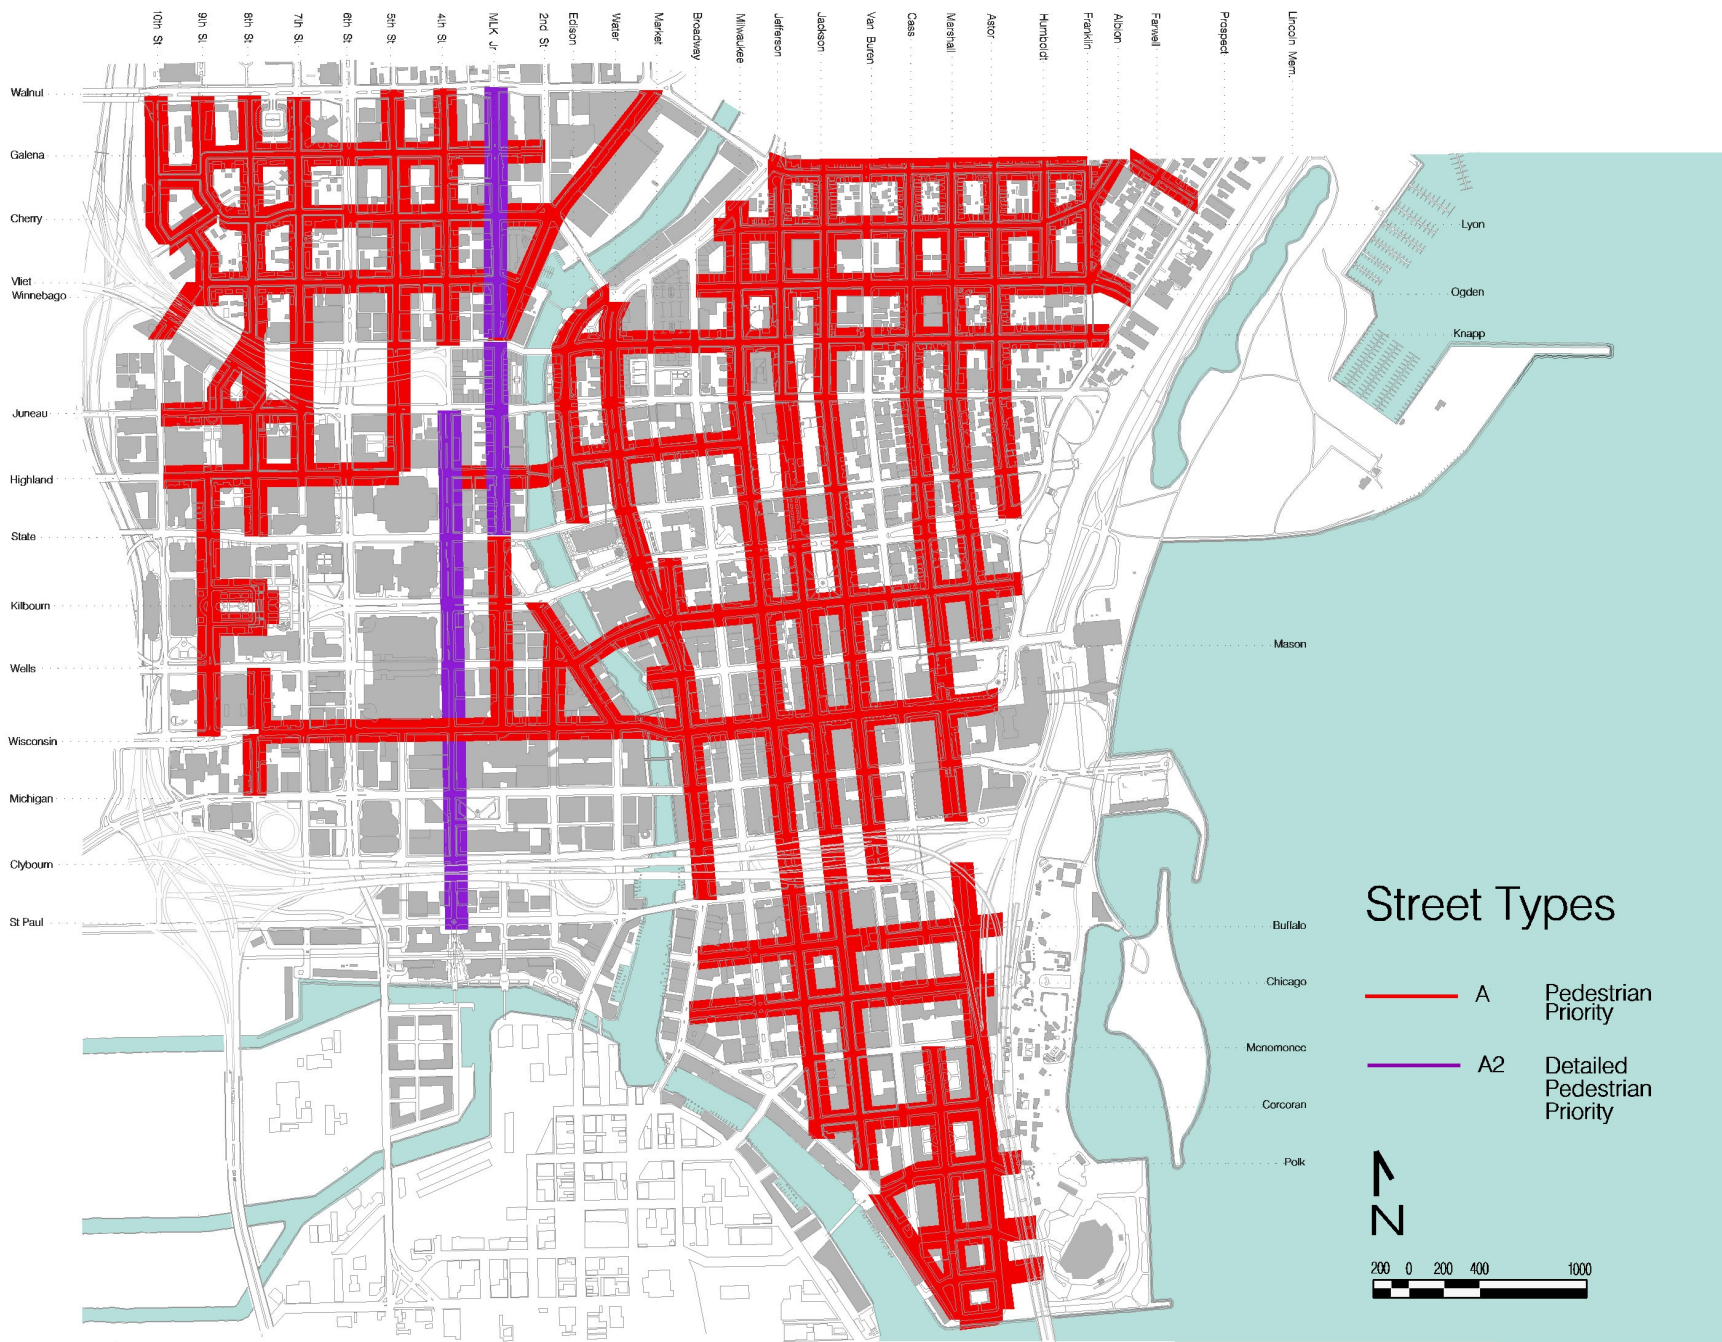 10th St
9th St
8th St
7th St
6th St
5th St
4th St
MLK Jr
2nd St
Edison
Water
Market
Broadway
Milwaukee
Jefferson
Jackson
Van Buren
Cass
Marshall
Astor
Humboldt
Franklin
Albion
Farwell
Prospect
Lincoln Mem.
Walnut
Galena
Cherry
Vliet
Winnebago
Juneau
Highland
State
Kilbourn
Wells
Wisconsin
Michigan
Clybourn
St Paul
Lyon
Ogden
Knapp
Mason
Buffalo
Chicago
Menomonee
Corcoran
Polk
Street Types
A Pedestrian
Priority
A2 Detailed
Pedestrian
Priority
N
200 0 200 400 1000